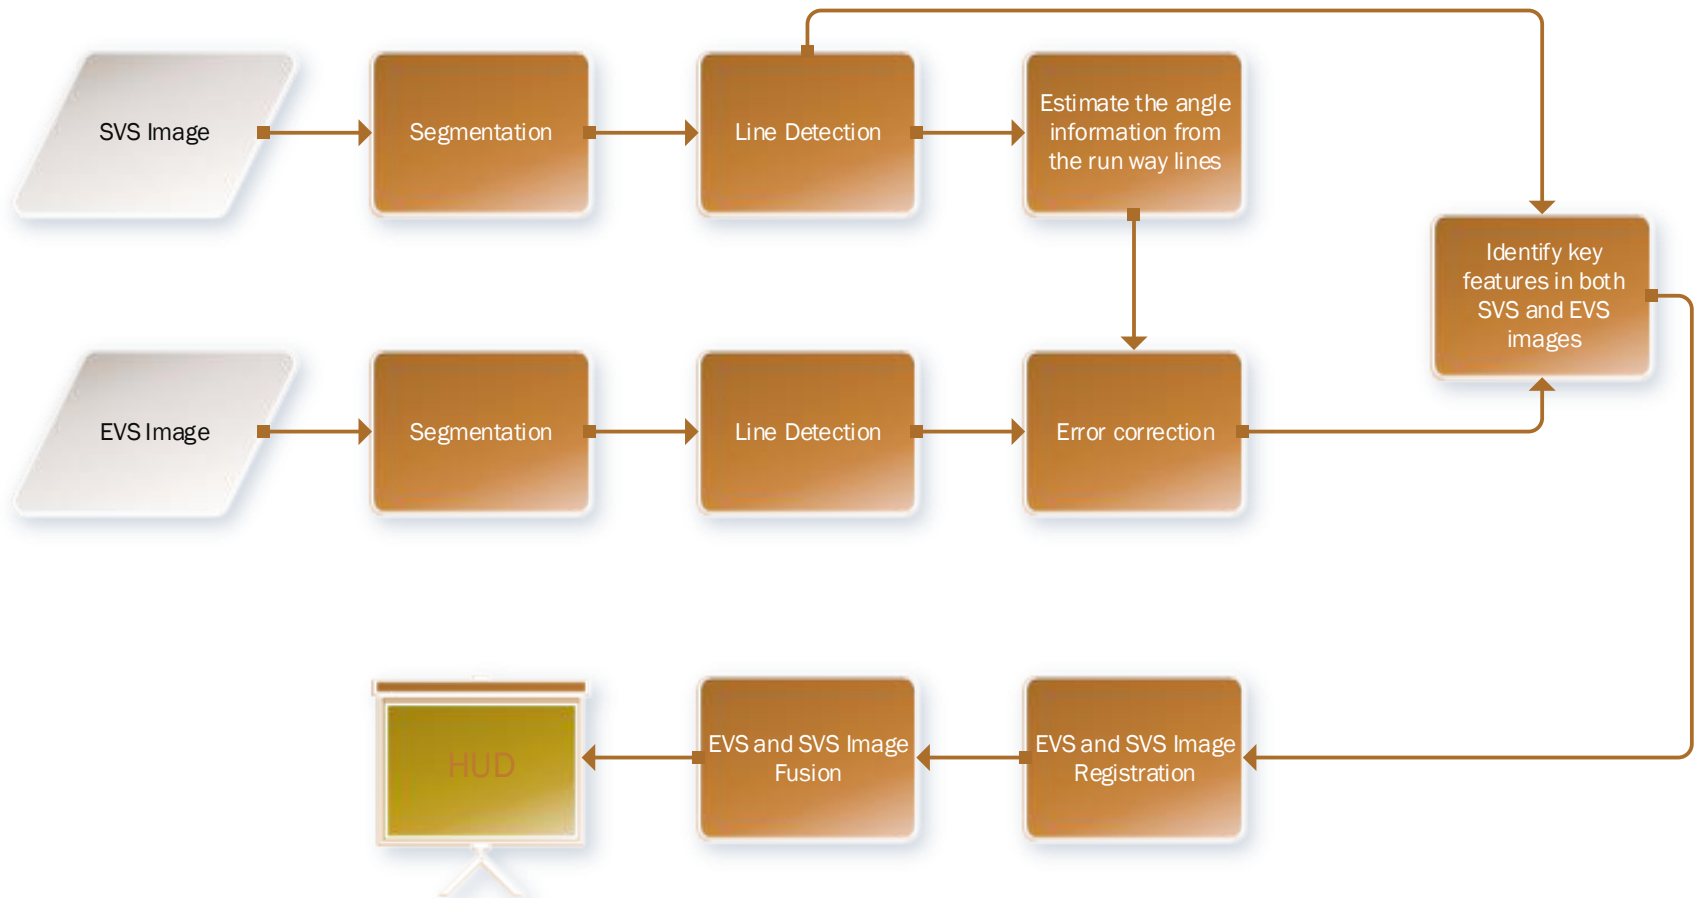 SVS Image
Segmentation
Line Detection
Estimate the angle
information from
the run way lines
Identify key
features in both
SVS and EVS
images
EVS Image
Segmentation
Line Detection
Error correction
HUD
EVS and SVS Image
Fusion
EVS and SVS Image
Registration